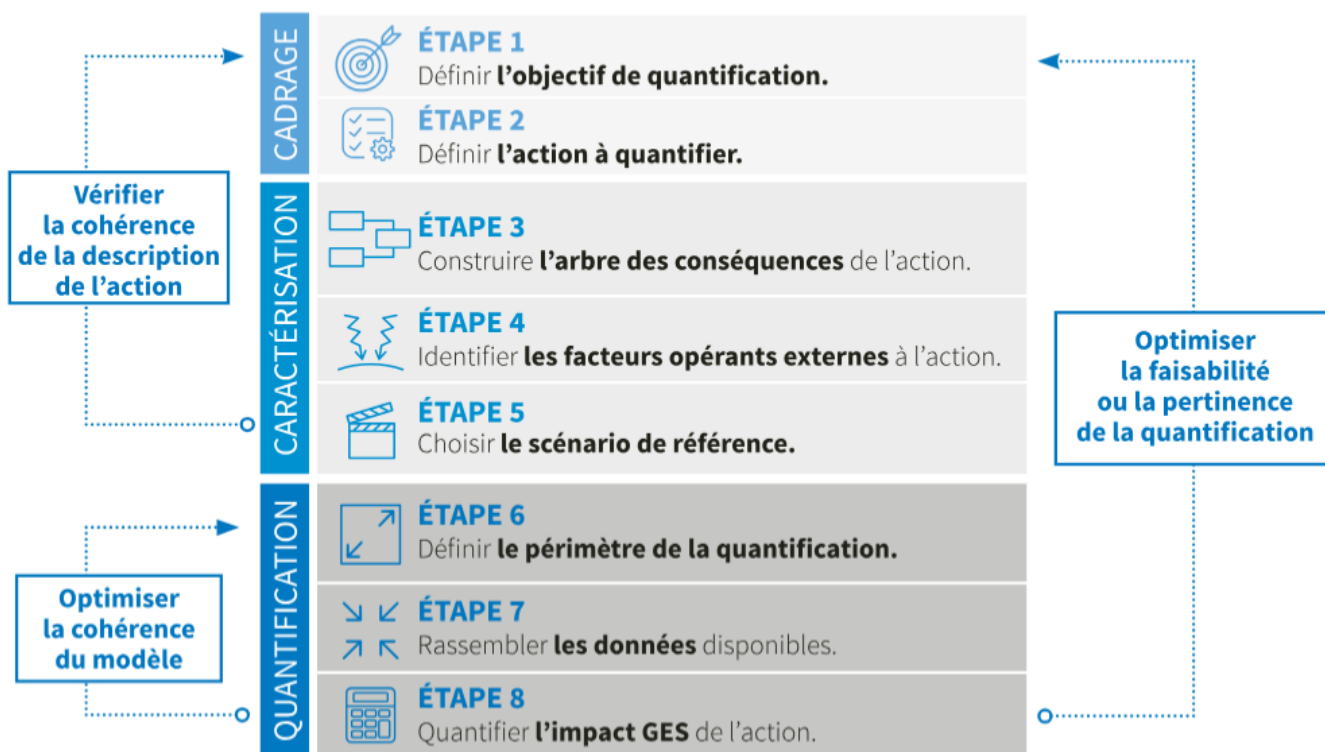 CADRAGE
ÉTAPE 1
Définir l’objectif de quantification.
ÉTAPE 2
Définir l’action à quantifier.
Vérifier
la cohérence
de la description
de l’action
CARACTÉRISATION
ÉTAPE 3
Construire l’arbre des conséquences de l’action.
ÉTAPE 4
Identifier les facteurs opérants externes à l’action.
ÉTAPE 5
Choisir le scénario de référence.
Optimiser
la faisabilité
ou la pertinence
de la quantification
QUANTIFICATION
ÉTAPE 6
Définir le périmètre de la quantification.
ÉTAPE 7
Rassembler les données disponibles.
ÉTAPE 8
Quantifier l’impact GES de l’action.
Optimiser
la cohérence
du modèle